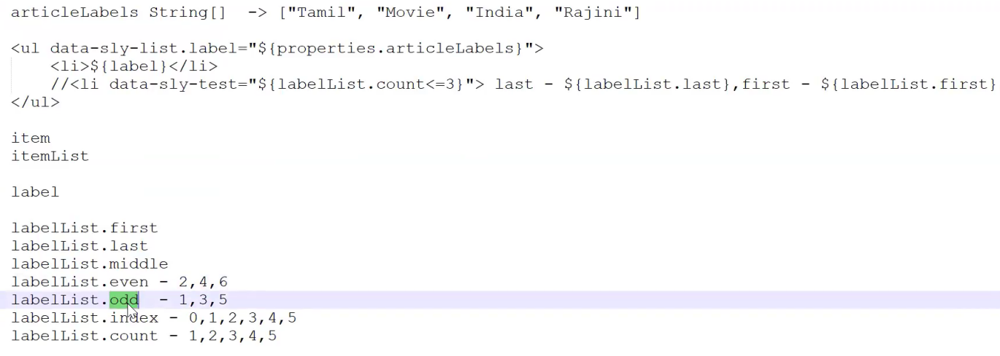 articleLabels String[]  -> ["Tamil", "Movie", "India", "Rajini"]
<ul data-sly-list.label="${properties.articleLabels}">
<li>${label}</li>
//<li data-sly-test="${labelList.count<=3}"> last - ${labelList.last},first - ${labelList.first}
</ul>
item
itemList
label
labelList.first
labelList.last
labelList.middle
labelList.even - 2,4,6
labelList.odd  - 1,3,5
labelList.index - 0,1,2,3,4,5
labelList.count - 1,2,3,4,5